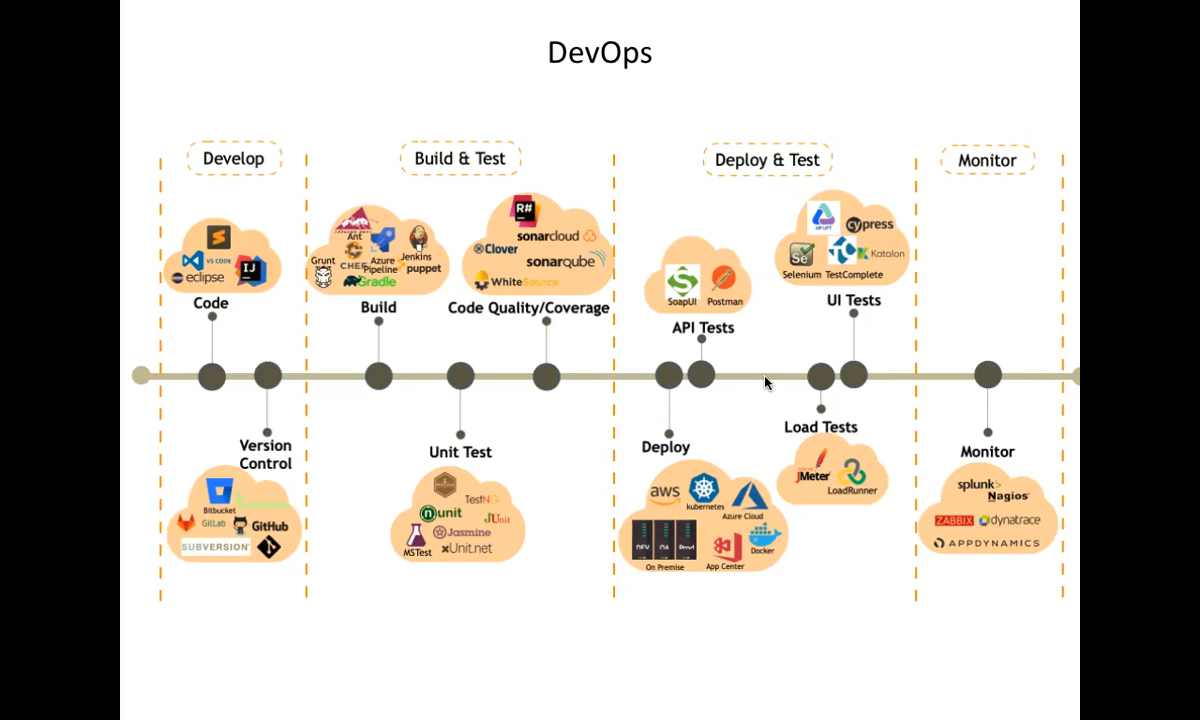 DevOps
Develop
Build & Test
Deploy & Test
Monitor
VS CODE
IJ
eclipse
Code
Ant
Grunt
CHEF
Azure
Pipeline
Jenkins
puppet
Gradle
Build
R#
sonarcloud
Clover
sonarqube
WhiteSource
Code Quality/Coverage
SoapUI
Postman
API Tests
HP UFT
cypress
Se
Katalon
Selenium
TestComplete
UI Tests
Version
Control
Bitbucket
GitLab
GitHub
SUBVERSION
Unit Test
TestNG
nunit
JUnit
Jasmine
MSTest
xUnit.net
Deploy
aws
kubernetes
Azure Cloud
DEV
QA
Prod
On Premise
App Center
Docker
Load Tests
JMeter
LoadRunner
Monitor
splunk>
Nagios
ZABBIX
dynatrace
APPDYNAMICS